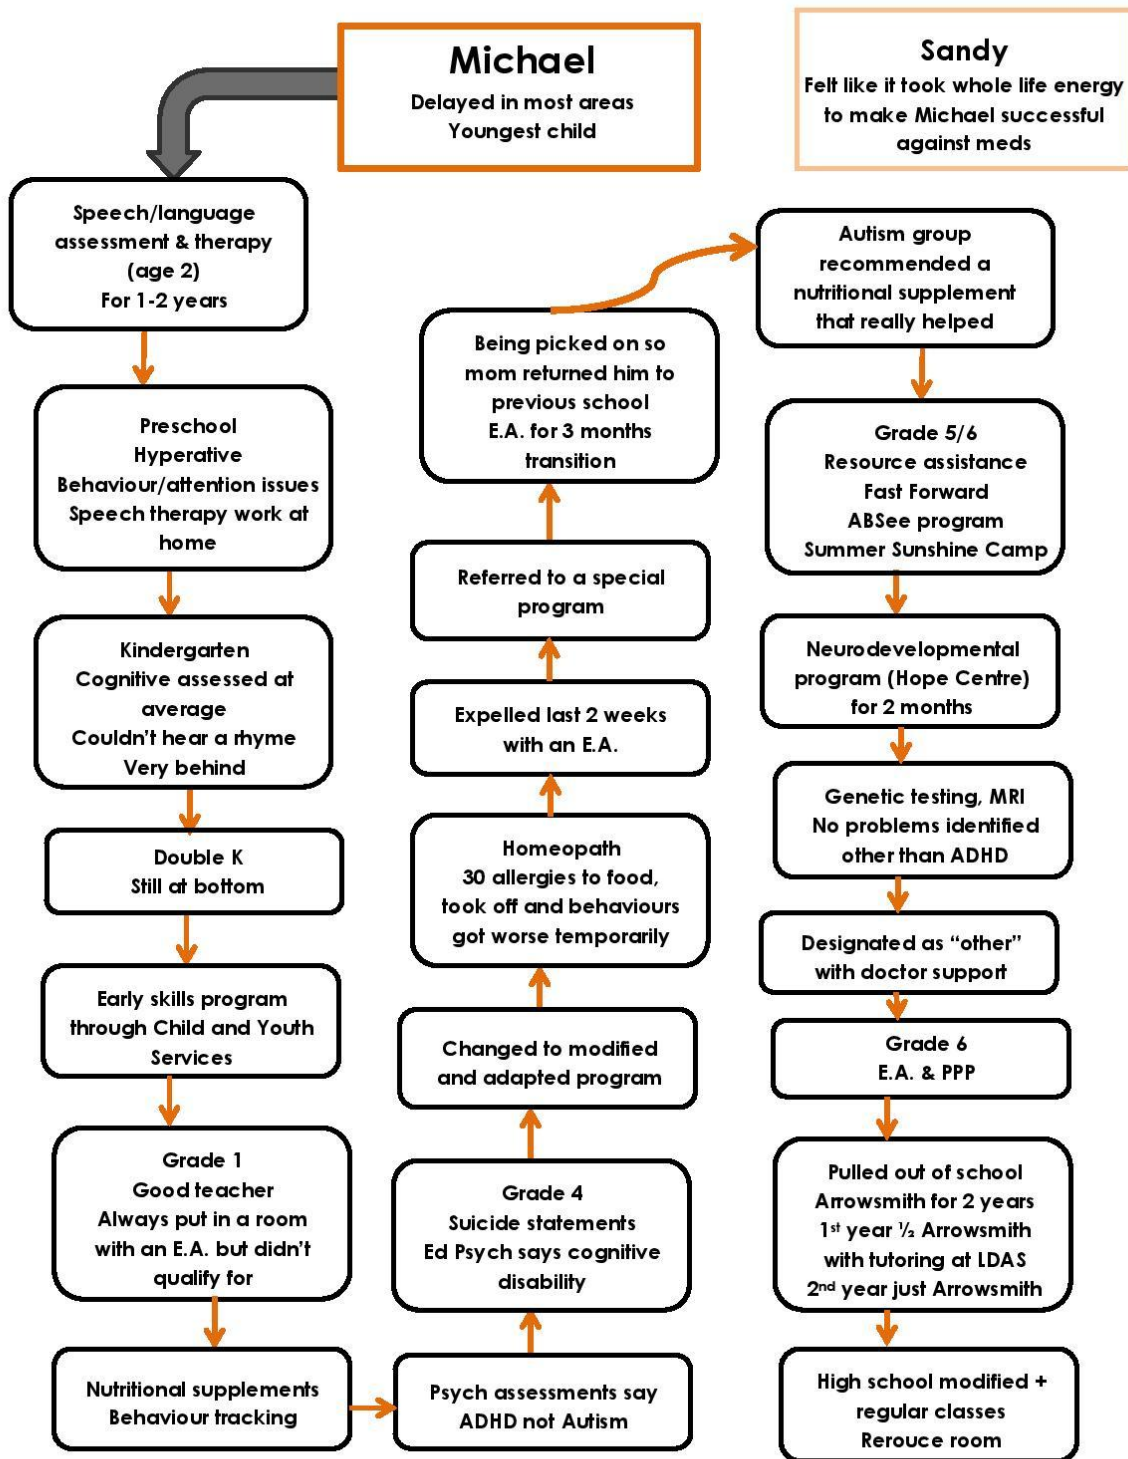 Michael
Delayed in most areas
Youngest child
Sandy
Felt like it took whole life energy
to make Michael successful
against meds
Speech/language
assessment & therapy
(age 2)
For 1-2 years
Preschool
Hyperative
Behaviour/attention issues
Speech therapy work at
home
Kindergarten
Cognitive assessed at
average
Couldn't hear a rhyme
Very behind
Double K
Still at bottom
Early skills program
through Child and Youth
Services
Grade 1
Good teacher
Always put in a room
with an E.A. but didn't
qualify for
Nutritional supplements
Behaviour tracking
Psych assessments say
ADHD not Autism
Grade 4
Suicide statements
Ed Psych says cognitive
disability
Changed to modified
and adapted program
Homeopath
30 allergies to food,
took off and behaviours
got worse temporarily
Expelled last 2 weeks
with an E.A.
Referred to a special
program
Being picked on so
mom returned him to
previous school
E.A. for 3 months
transition
Autism group
recommended a
nutritional supplement
that really helped
Grade 5/6
Resource assistance
Fast Forward
ABSee program
Summer Sunshine Camp
Neurodevelopmental
program (Hope Centre)
for 2 months
Genetic testing, MRI
No problems identified
other than ADHD
Designated as “other”
with doctor support
Grade 6
E.A. & PPP
Pulled out of school
Arrowsmith for 2 years
1st year ½ Arrowsmith
with tutoring at LDAS
2nd year just Arrowsmith
High school modified +
regular classes
Rerouce room